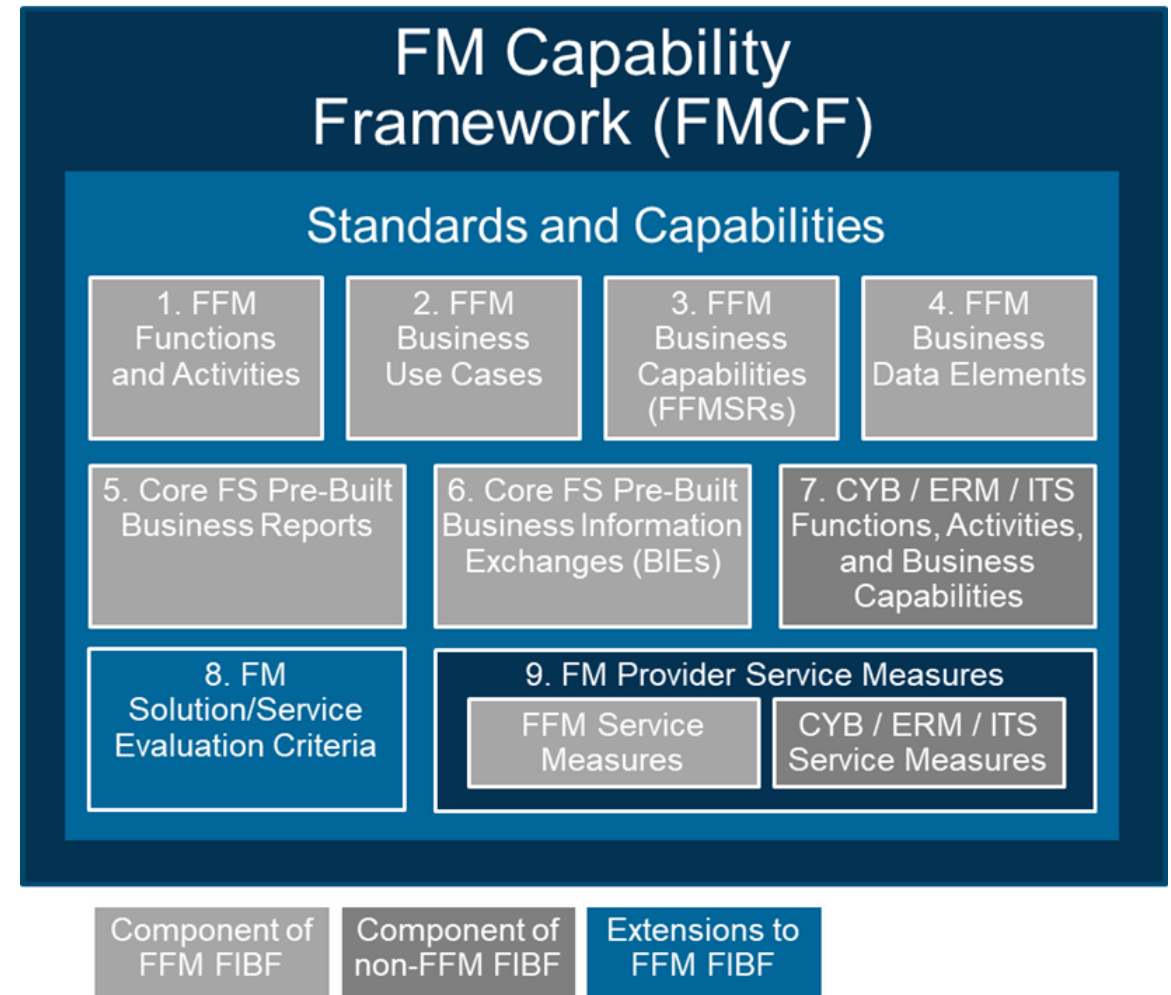 FM Capability
Framework (FMCF)
Standards and Capabilities
1. FFM
Functions
and Activities
2. FFM
Business
Use Cases
3. FFM
Business
Capabilities
(FFMSRs)
4. FFM
Business
Data Elements
5. Core FS Pre-Built
Business Reports
6. Core FS Pre-Built
Business Information
Exchanges (BIEs)
7. CYB / ERM / ITS
Functions, Activities,
and Business
Capabilities
8. FM
Solution/Service
Evaluation Criteria
9. FM Provider Service Measures
FFM Service
Measures
CYB / ERM / ITS
Service Measures
Component of
FFM FIBF
Component of
non-FFM FIBF
Extensions to
FFM FIBF